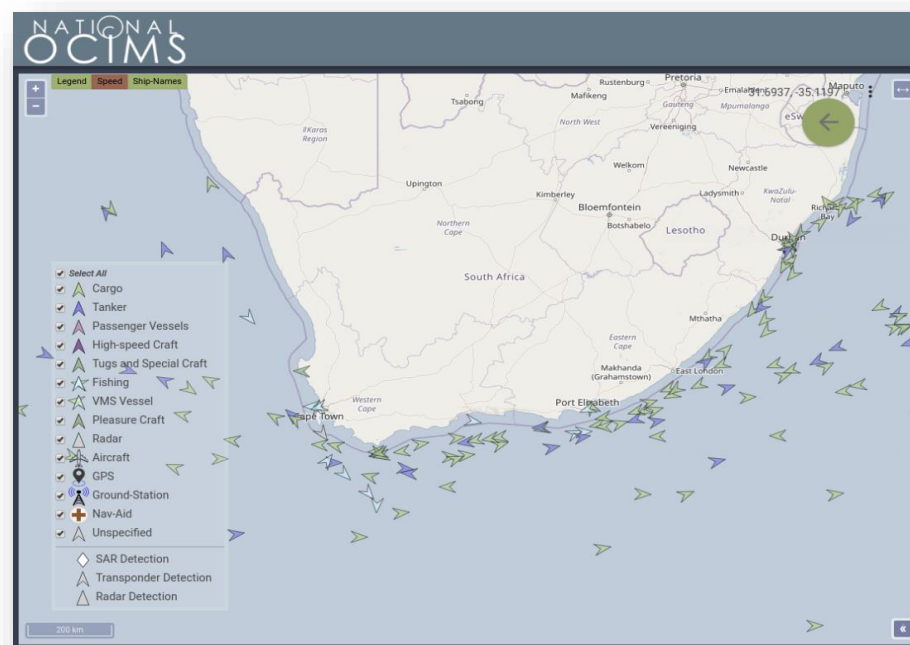 NATIONAL
OCIMS
Legend Speed Ship-Names
+
−
Rustenburg
Pretoria
31.6937, -35.1197
Maputo
Tsabong
Mafikeng
Gauteng
Mpumalanga
ǁKaras
Region
North West
Vereeniging
Welkom
Newcastle
Upington
Kimberley
Ladysmith
KwaZulu-
Natal
Bloemfontein
Botshabelo
Lesotho
Northern
Cape
South Africa
Mthatha
Eastern
Cape
Makhanda
(Grahamstown)
East London
Port Elizabeth
Western
Cape
Select All
Cargo
Tanker
Passenger Vessels
High-speed Craft
Tugs and Special Craft
Fishing
VMS Vessel
Pleasure Craft
Radar
Aircraft
GPS
Ground-Station
Nav-Aid
Unspecified
SAR Detection
Transponder Detection
Radar Detection
200 km